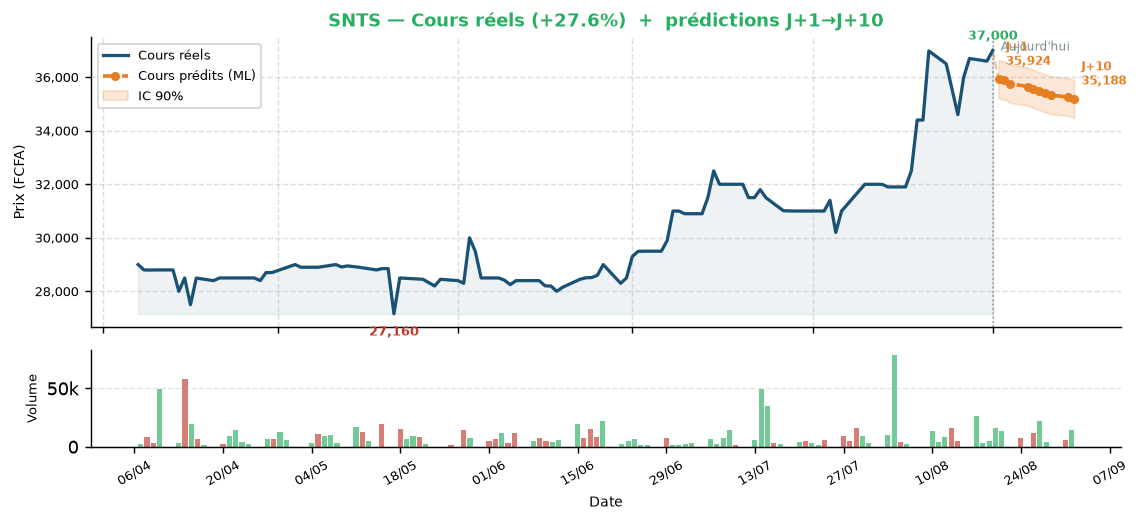 SNTS — Cours réels (+27.6%)  +  prédictions J+1→J+10
Cours réels
Cours prédits (ML)
IC 90%
37,000
Aujourd'hui
J+1
35,924
J+10
35,188
27,160
Prix (FCFA)
36,000
34,000
32,000
30,000
28,000
Volume
50k
0
06/04
20/04
04/05
18/05
01/06
15/06
29/06
13/07
27/07
10/08
24/08
07/09
Date